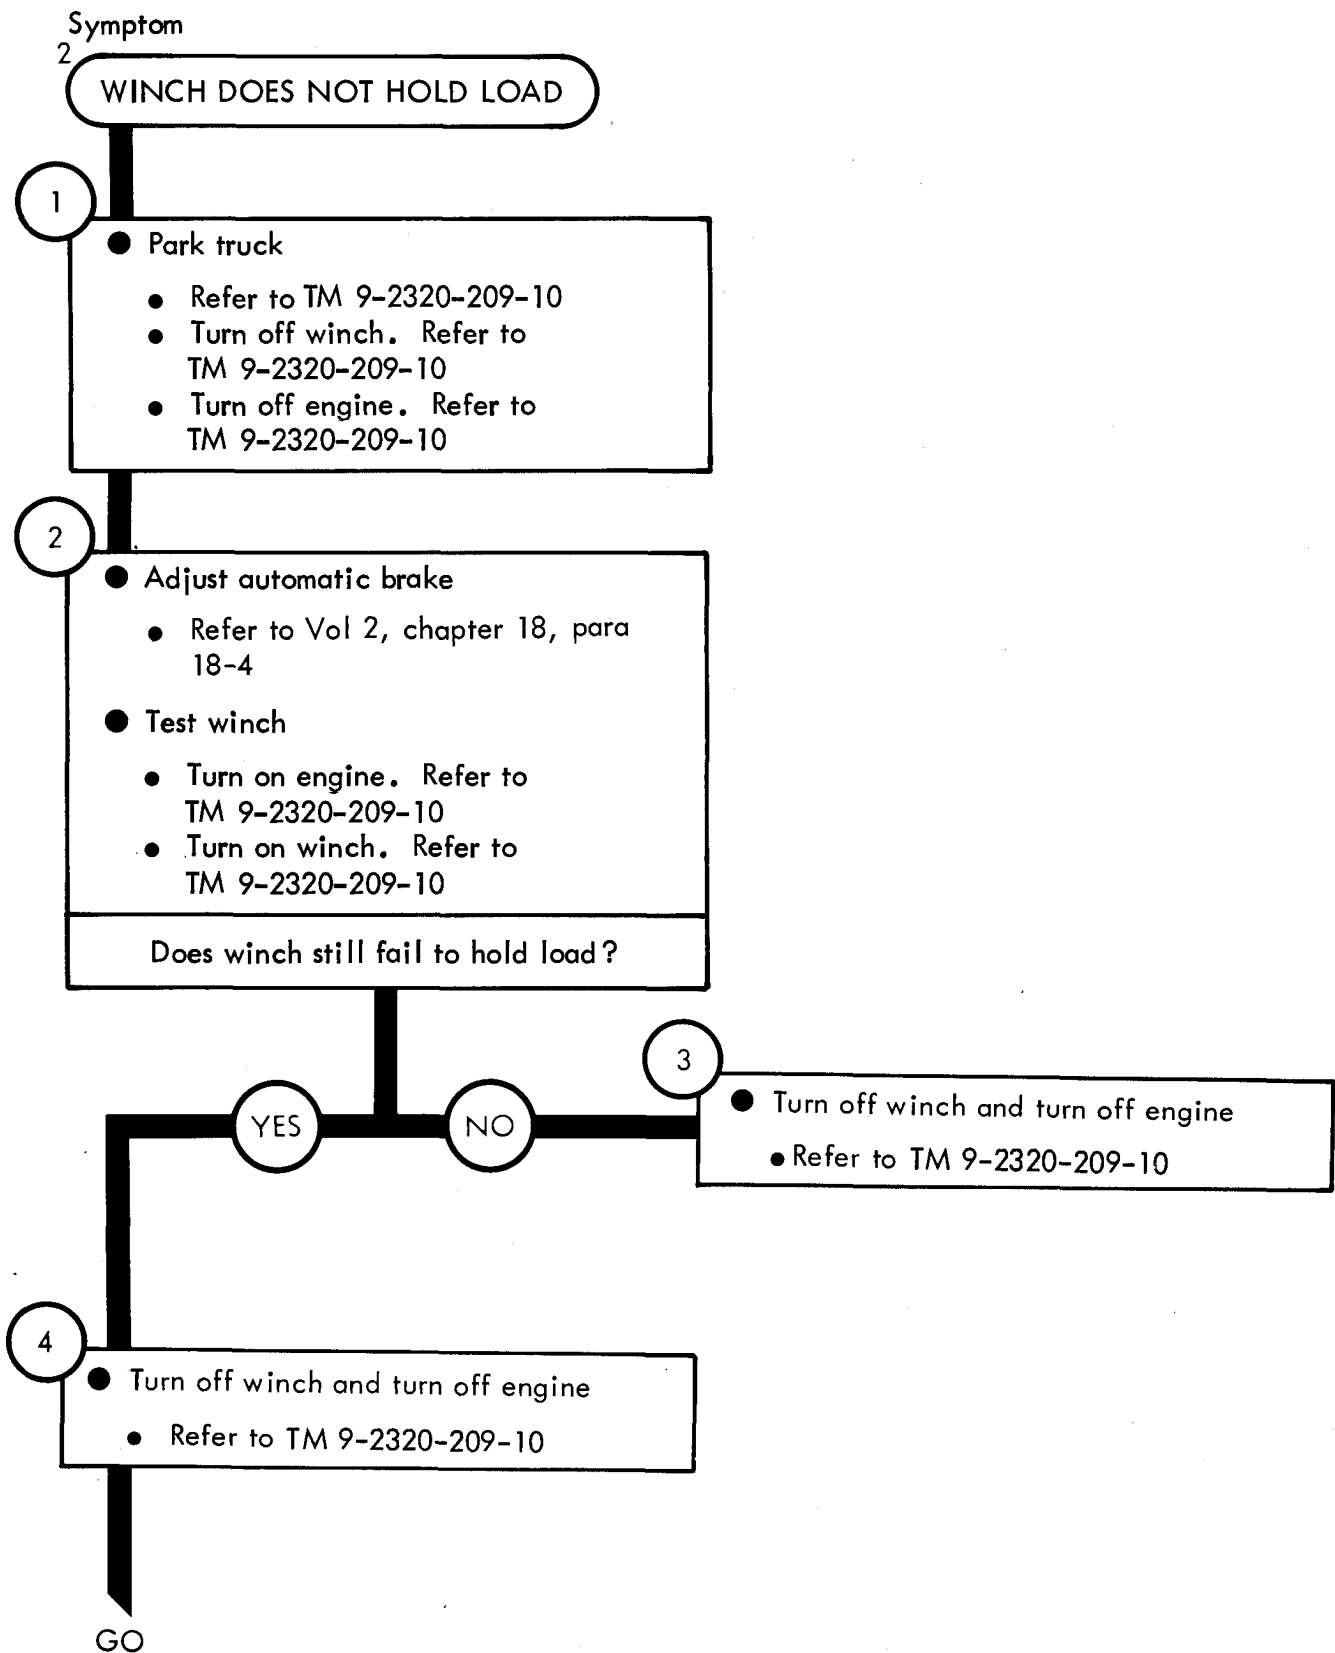 Symptom
2
WINCH DOES NOT HOLD LOAD
1
● Park truck
● Refer to TM 9-2320-209-10
● Turn off winch. Refer to
TM 9-2320-209-10
● Turn off engine. Refer to
TM 9-2320-209-10
2
● Adjust automatic brake
● Refer to Vol 2, chapter 18, para
18-4
● Test winch
● Turn on engine. Refer to
TM 9-2320-209-10
● Turn on winch. Refer to
TM 9-2320-209-10
Does winch still fail to hold load?
YES
NO
3
● Turn off winch and turn off engine
● Refer to TM 9-2320-209-10
4
● Turn off winch and turn off engine
● Refer to TM 9-2320-209-10
GO